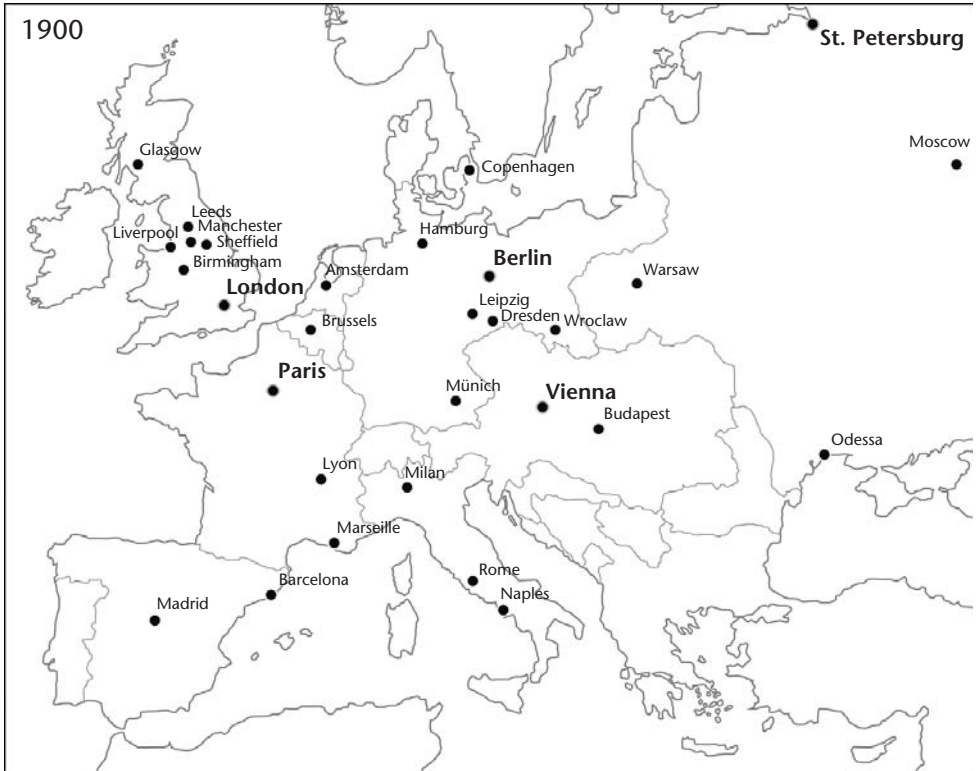 1900
St. Petersburg
Moscow
Glasgow
Copenhagen
Leeds
Manchester
Liverpool
Sheffield
Hamburg
Birmingham
Berlin
Amsterdam
Warsaw
London
Leipzig
Dresden
Brussels
Wroclaw
Paris
Münich
Vienna
Budapest
Odessa
Lyon
Milan
Marseille
Rome
Barcelona
Naples
Madrid